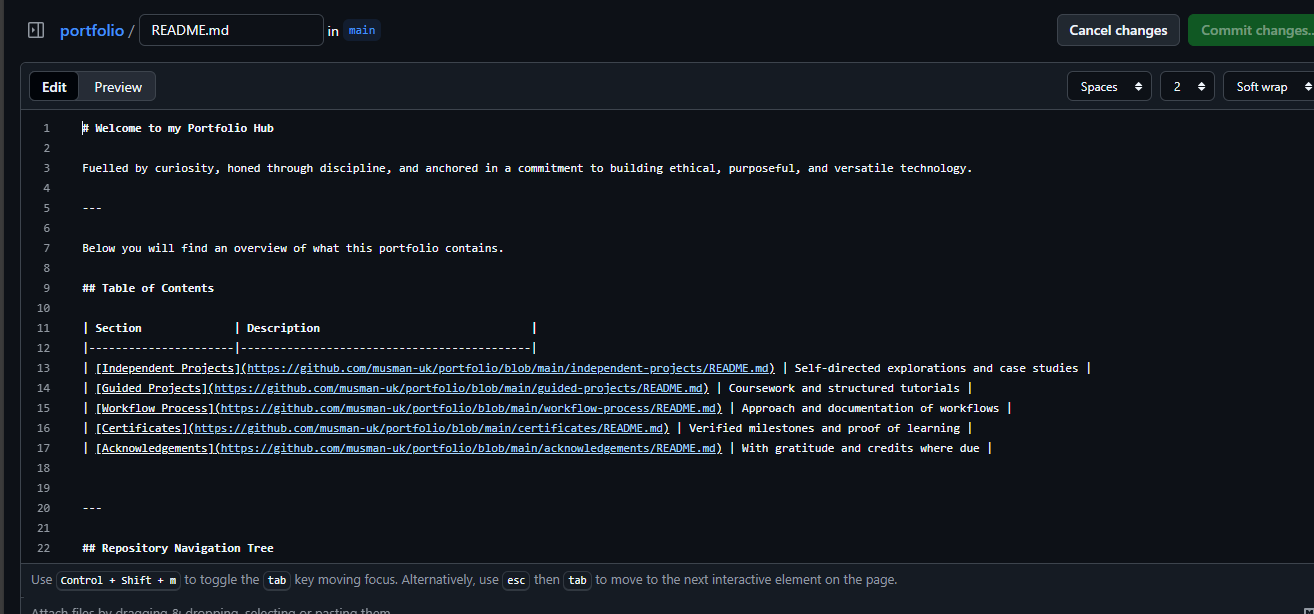 portfolio / README.md in main Cancel changes Commit changes..
Edit Preview Spaces 2 Soft wrap
1 # Welcome to my Portfolio Hub
2
3 Fuelled by curiosity, honed through discipline, and anchored in a commitment to building ethical, purposeful, and versatile technology.
4
5 ---
6
7 Below you will find an overview of what this portfolio contains.
8
9 ## Table of Contents
10
11 | Section              | Description                                |
12 |----------------------|--------------------------------------------|
13 | [Independent Projects](https://github.com/musman-uk/portfolio/blob/main/independent-projects/README.md) | Self-directed explorations and case studies |
14 | [Guided Projects](https://github.com/musman-uk/portfolio/blob/main/guided-projects/README.md) | Coursework and structured tutorials |
15 | [Workflow Process](https://github.com/musman-uk/portfolio/blob/main/workflow-process/README.md) | Approach and documentation of workflows |
16 | [Certificates](https://github.com/musman-uk/portfolio/blob/main/certificates/README.md) | Verified milestones and proof of learning |
17 | [Acknowledgements](https://github.com/musman-uk/portfolio/blob/main/acknowledgements/README.md) | With gratitude and credits where due |
18
19
20 ---
21
22 ## Repository Navigation Tree
Use Control + Shift + m to toggle the tab key moving focus. Alternatively, use esc then tab to move to the next interactive element on the page.
Attach files by dragging & dropping, selecting or pasting them.